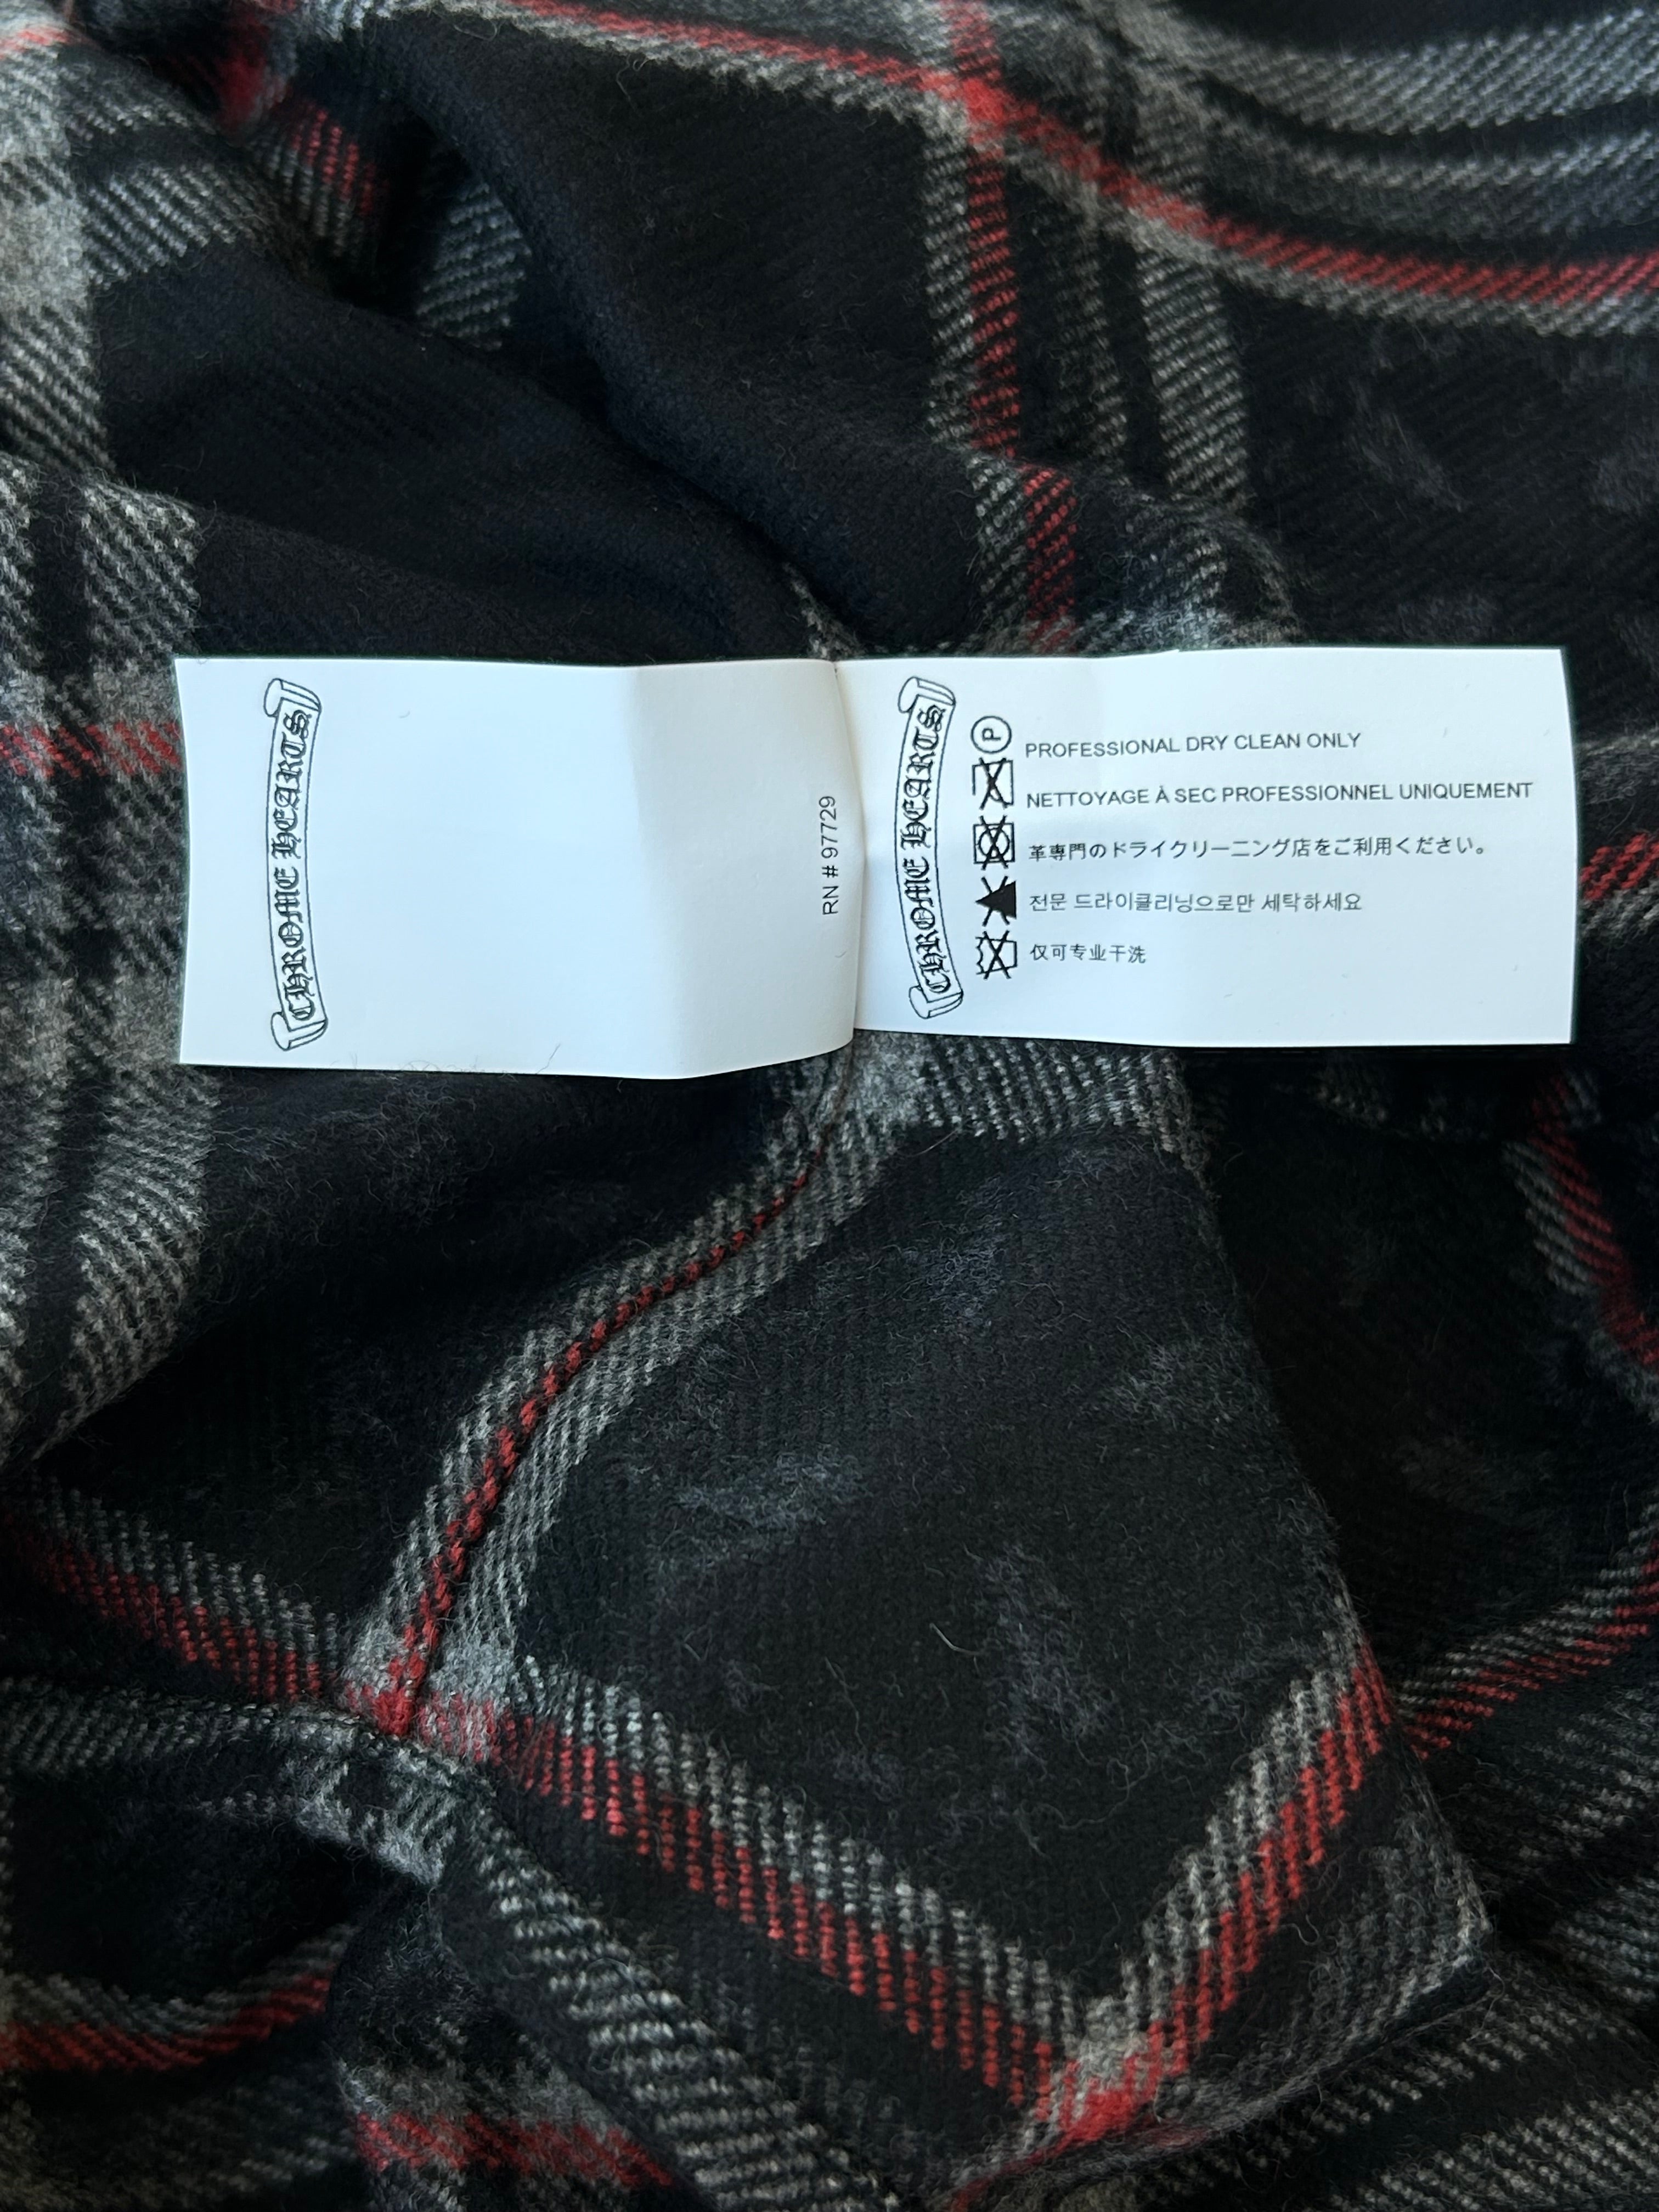 CHROME HEARTS
RN # 97729
CHROME HEARTS
P
PROFESSIONAL DRY CLEAN ONLY
NETTOYAGE À SEC PROFESSIONNEL UNIQUEMENT
革専門のドライクリーニング店をご利用ください。
전문 드라이클리닝으로만 세탁하세요
仅可专业干洗